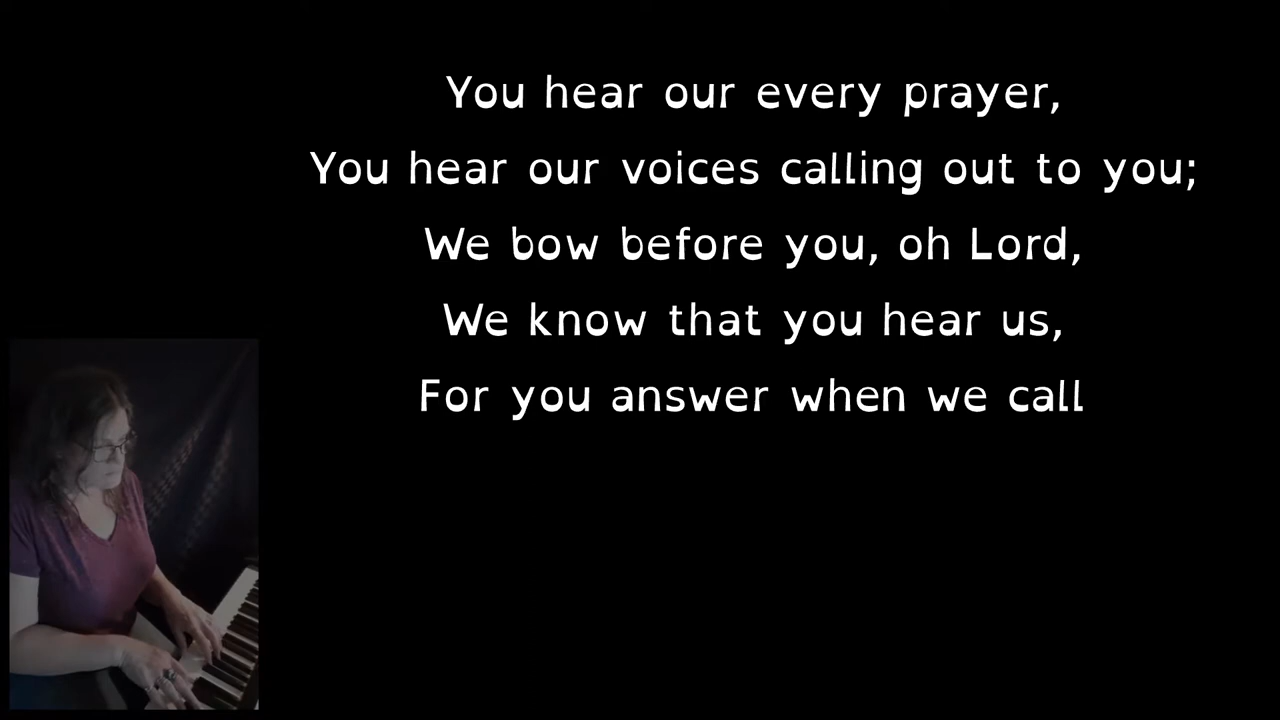 You hear our every prayer,
You hear our voices calling out to you;
We bow before you, oh Lord,
We know that you hear us,
For you answer when we call